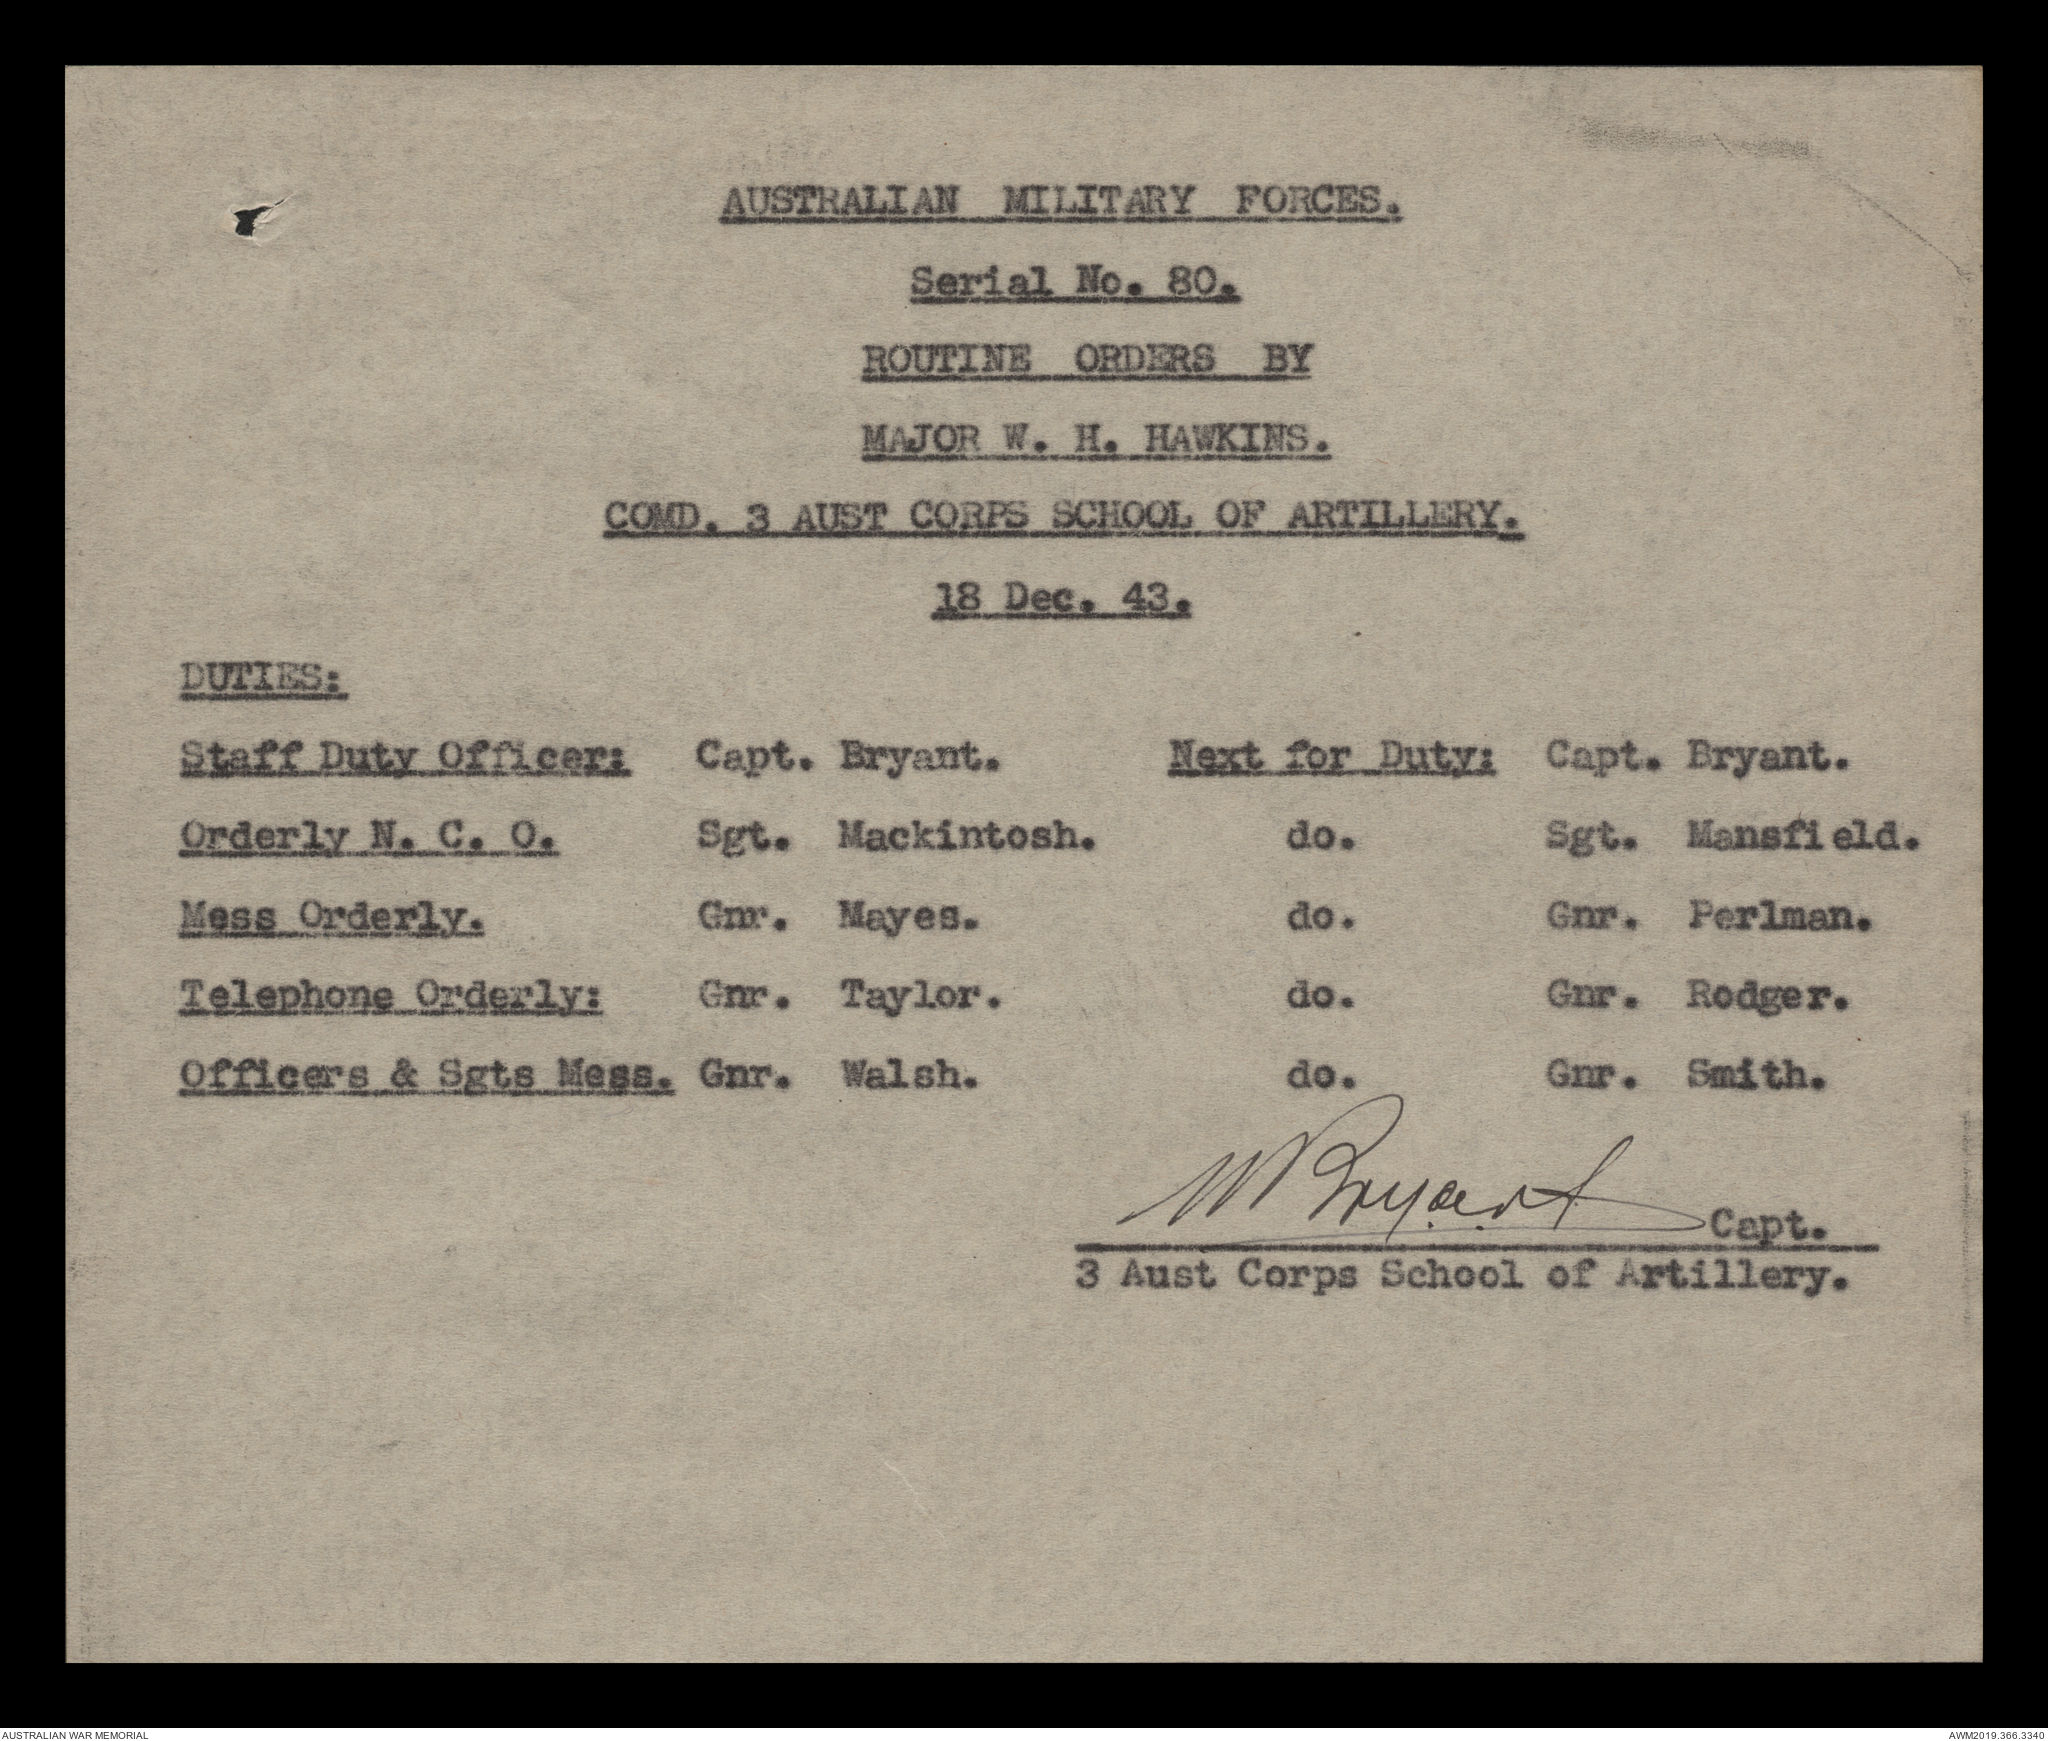 AUSTRALIAN MILITARY FORCES.
Serial No. 80.
ROUTINE ORDERS BY
MAJOR W. H. HAWKINS.
COMD. 3 AUST CORPS SCHOOL OF ARTILLERY.
18 Dec. 43.
DUTIES:
Staff Duty Officer: Capt. Bryant. Next for Duty: Capt. Bryant.
Orderly N. C. O. Sgt. Mackintosh. do. Sgt. Mansfield.
Mess Orderly. Gnr. Mayes. do. Gnr. Perlman.
Telephone Orderly: Gnr. Taylor. do. Gnr. Rodger.
Officers & Sgts Mess. Gnr. Walsh. do. Gnr. Smith.
W Bryant Capt.
3 Aust Corps School of Artillery.
AUSTRALIAN WAR MEMORIAL AWM2019.366.3340